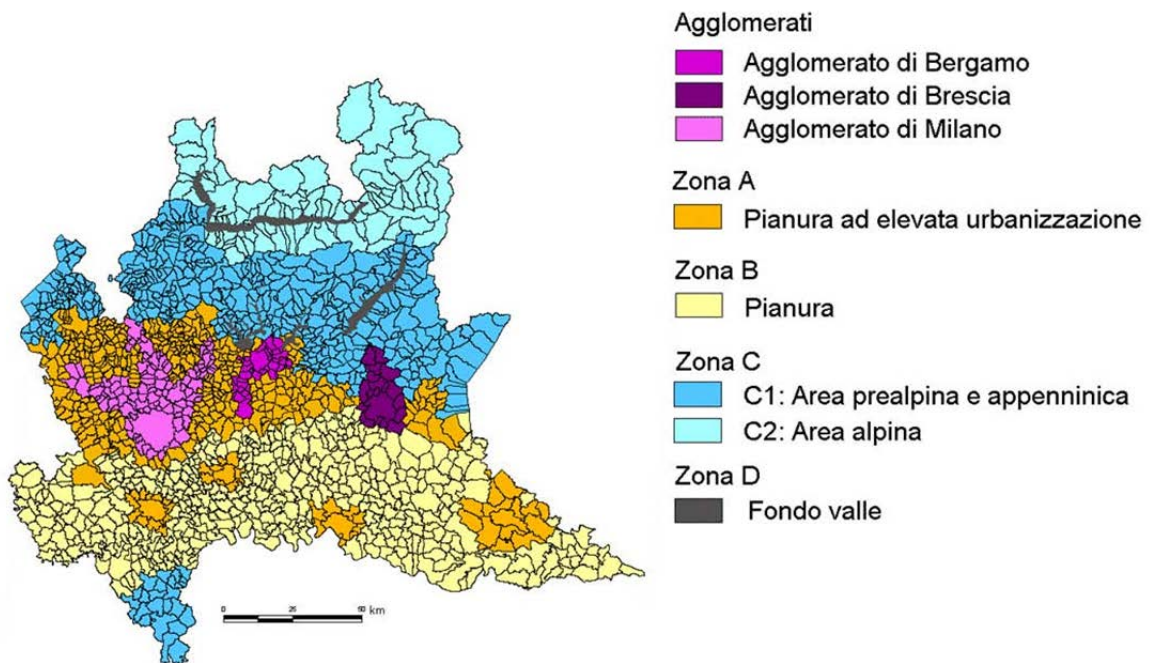 Agglomerati
Agglomerato di Bergamo
Agglomerato di Brescia
Agglomerato di Milano
Zona A
Pianura ad elevata urbanizzazione
Zona B
Pianura
Zona C
C1: Area prealpina e appenninica
C2: Area alpina
Zona D
Fondo valle
0 25 50 km